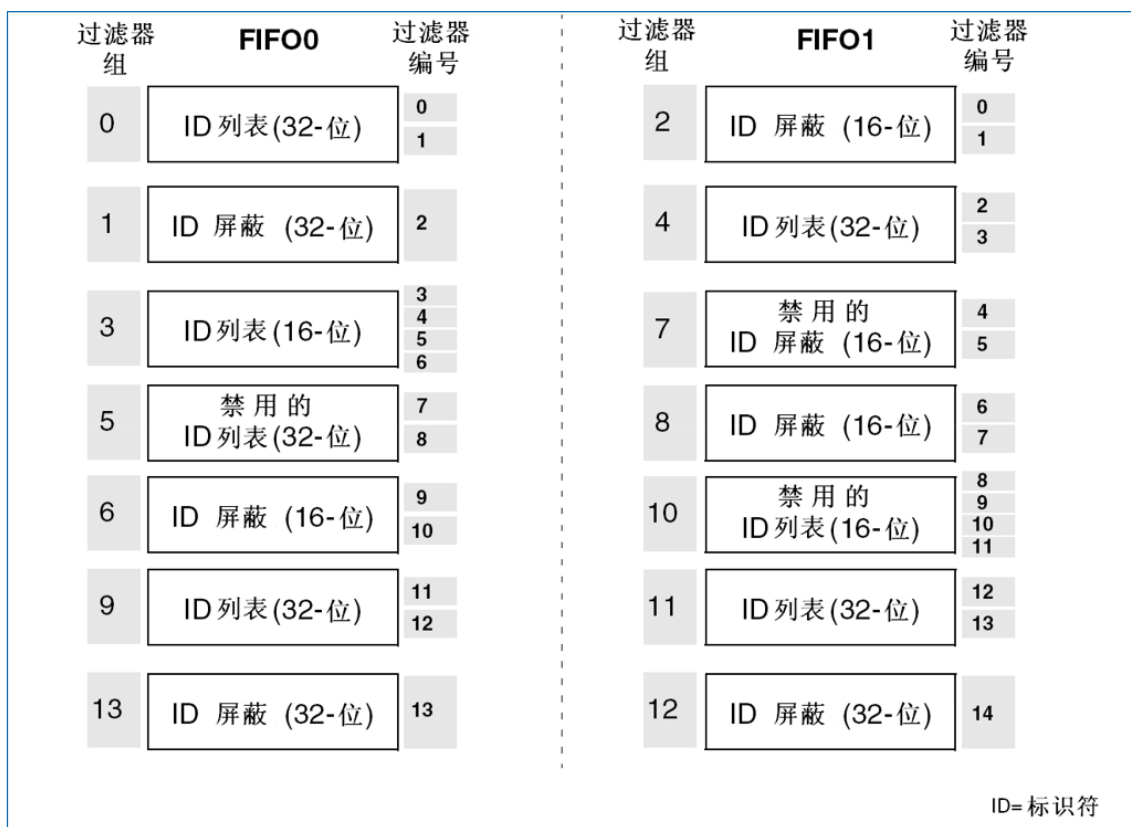 过滤器组 FIFO0 过滤器编号
0 ID列表(32-位) 0 1
1 ID 屏蔽 (32-位) 2
3 ID列表(16-位) 3 4 5 6
5 禁用的 ID列表(32-位) 7 8
6 ID 屏蔽 (16-位) 9 10
9 ID列表(32-位) 11 12
13 ID 屏蔽 (32-位) 13
过滤器组 FIFO1 过滤器编号
2 ID 屏蔽 (16-位) 0 1
4 ID列表(32-位) 2 3
7 禁用的 ID 屏蔽 (16-位) 4 5
8 ID 屏蔽 (16-位) 6 7
10 禁用的 ID列表(16-位) 8 9 10 11
11 ID列表(32-位) 12 13
12 ID 屏蔽 (32-位) 14
ID=标识符